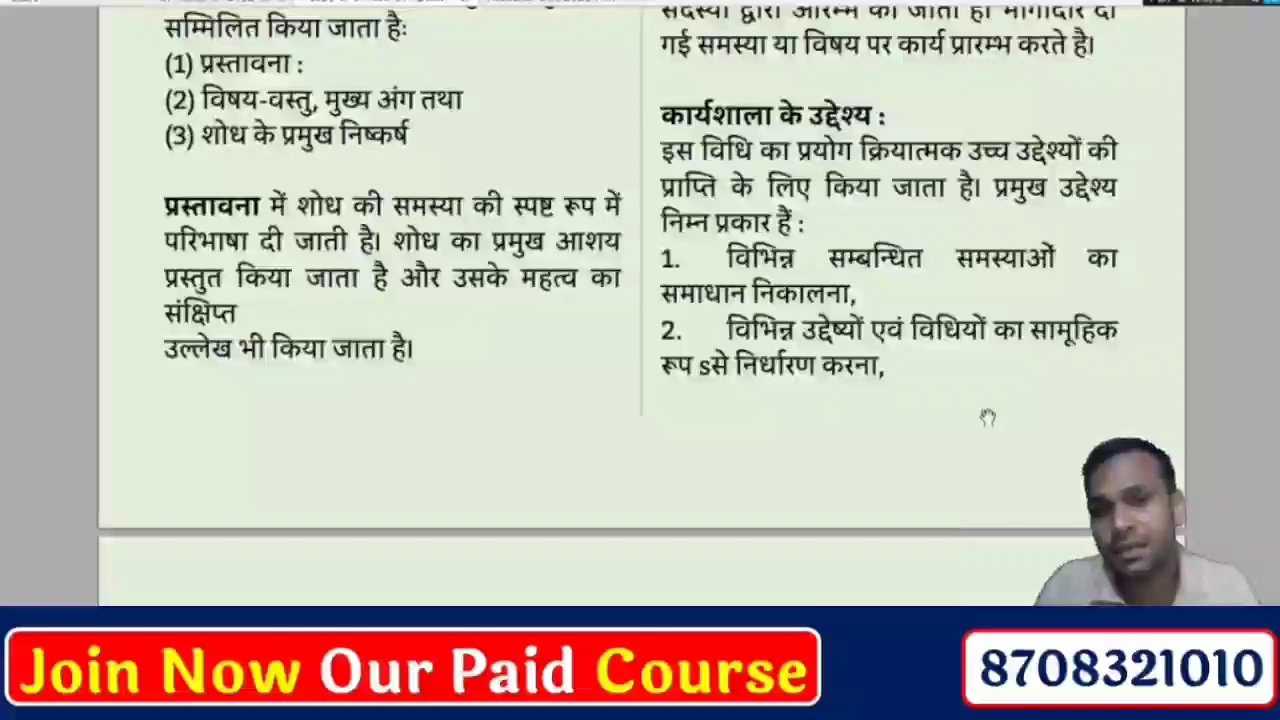 सम्मिलित किया जाता हैः
(1) प्रस्तावना :
(2) विषय-वस्तु, मुख्य अंग तथा
(3) शोध के प्रमुख निष्कर्ष
प्रस्तावना में शोध की समस्या की स्पष्ट रूप में
परिभाषा दी जाती है। शोध का प्रमुख आशय
प्रस्तुत किया जाता है और उसके महत्व का
संक्षिप्त
उल्लेख भी किया जाता है।
सदस्यों द्वारा आरम्भ की जाती है। भागीदार दी
गई समस्या या विषय पर कार्य प्रारम्भ करते है।
कार्यशाला के उद्देश्य :
इस विधि का प्रयोग क्रियात्मक उच्च उद्देश्यों की
प्राप्ति के लिए किया जाता है। प्रमुख उद्देश्य
निम्न प्रकार हैं :
1. विभिन्न सम्बन्धित समस्याओं का
समाधान निकालना,
2. विभिन्न उद्देष्यों एवं विधियों का सामूहिक
रूप sसे निर्धारण करना,
Join Now Our Paid Course
8708321010